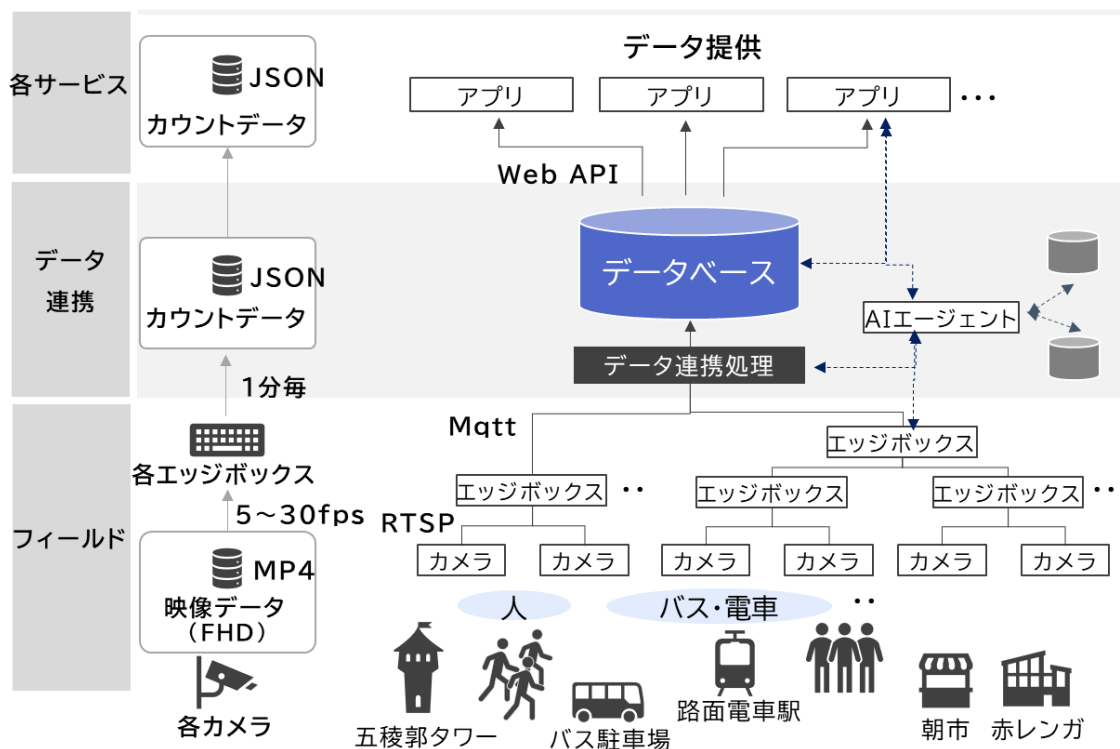 各サービス
JSON
カウントデータ
データ提供
アプリ
アプリ
アプリ
・・・
Web API
データ
連携
JSON
カウントデータ
1分毎
データベース
AIエージェント
データ連携処理
フィールド
各エッジボックス
5～30fps
MP4
映像データ
（FHD）
各カメラ
Mqtt
エッジボックス
エッジボックス
・・
エッジボックス
エッジボックス
・・
RTSP
カメラ
カメラ
カメラ
カメラ
カメラ
カメラ
人
バス・電車
・・
五稜郭タワー
バス駐車場
路面電車駅
朝市
赤レンガ